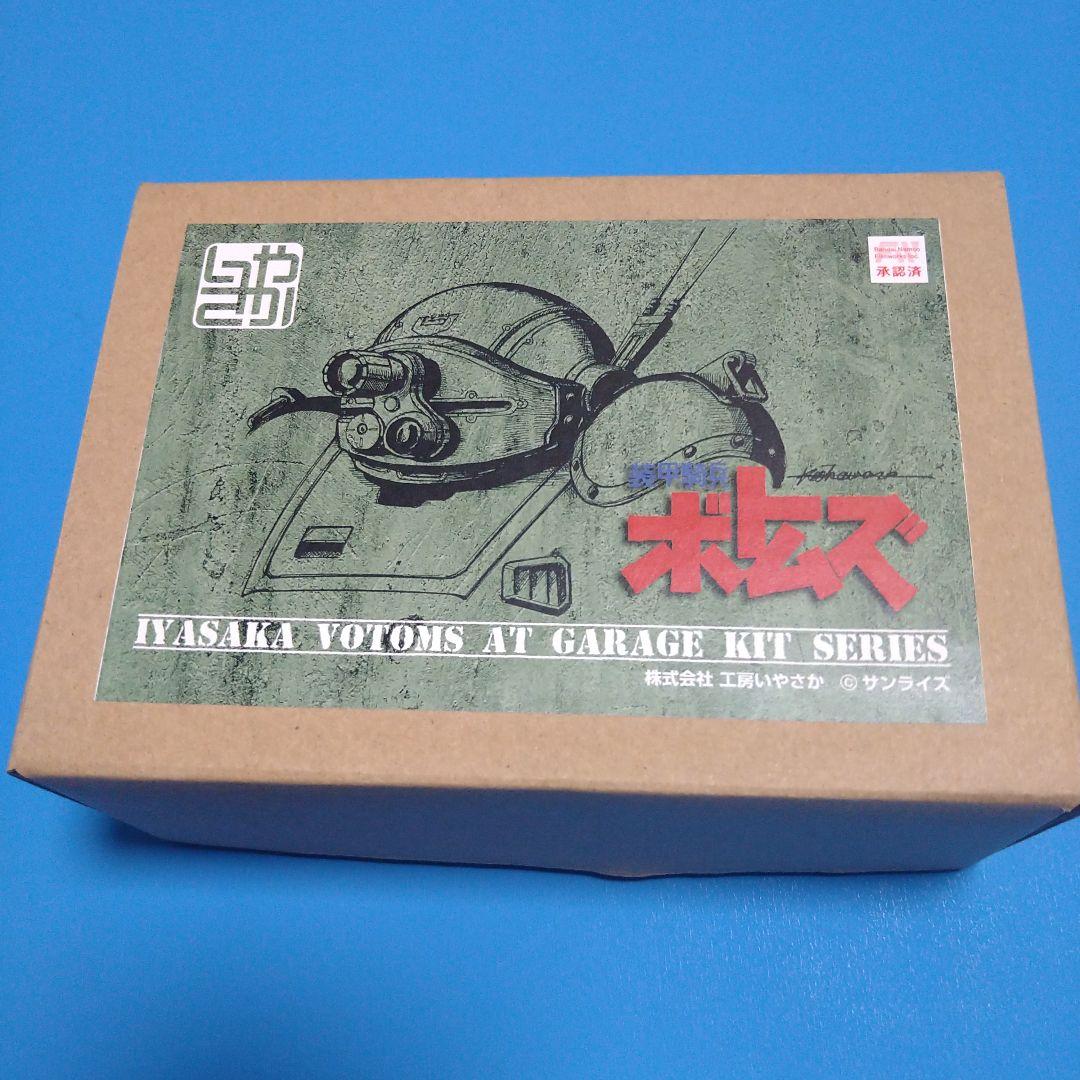 いやさか
Bandai Namco
Filmworks Inc.
承認済
装甲騎兵
ボトムズ
IYASAKA VOTOMS AT GARAGE KIT SERIES
株式会社 工房いやさか © サンライズ